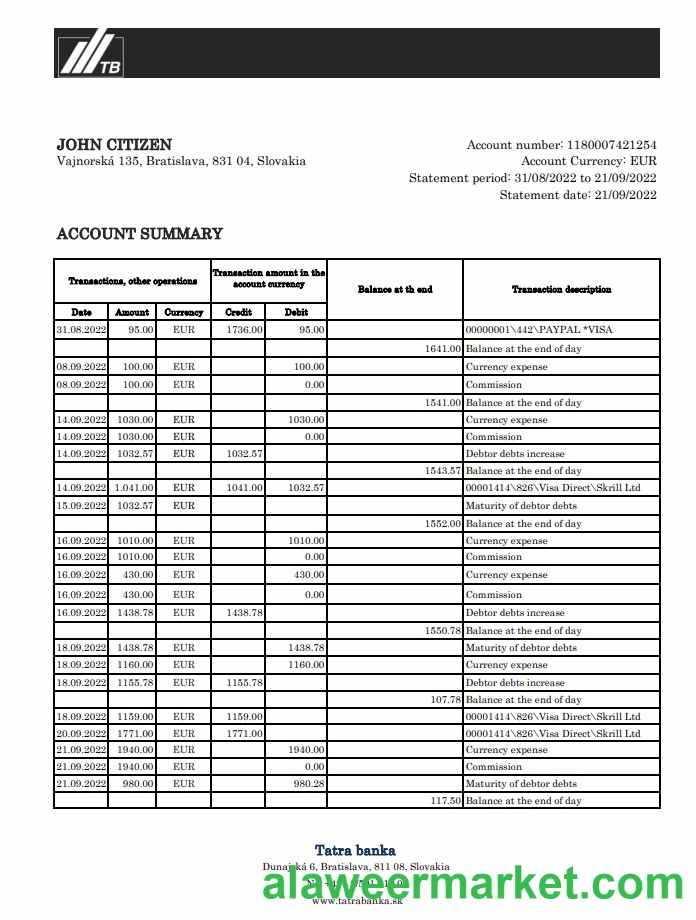 TB
JOHN CITIZEN
Vajnorská 135, Bratislava, 831 04, Slovakia
Account number: 1180007421254
Account Currency: EUR
Statement period: 31/08/2022 to 21/09/2022
Statement date: 21/09/2022
ACCOUNT SUMMARY
Transactions, other operations Transaction amount in the account currency Balance at th end Transaction description
Date Amount Currency Credit Debit
31.08.2022 95.00 EUR 1736.00 95.00 00000001\442\PAYPAL *VISA
1641.00 Balance at the end of day
08.09.2022 100.00 EUR 100.00 Currency expense
08.09.2022 100.00 EUR 0.00 Commission
1541.00 Balance at the end of day
14.09.2022 1030.00 EUR 1030.00 Currency expense
14.09.2022 1030.00 EUR 0.00 Commission
14.09.2022 1032.57 EUR 1032.57 Debtor debts increase
1543.57 Balance at the end of day
14.09.2022 1.041.00 EUR 1041.00 1032.57 00001414\826\Visa Direct\Skrill Ltd
15.09.2022 1032.57 EUR Maturity of debtor debts
1552.00 Balance at the end of day
16.09.2022 1010.00 EUR 1010.00 Currency expense
16.09.2022 1010.00 EUR 0.00 Commission
16.09.2022 430.00 EUR 430.00 Currency expense
16.09.2022 430.00 EUR 0.00 Commission
16.09.2022 1438.78 EUR 1438.78 Debtor debts increase
1550.78 Balance at the end of day
18.09.2022 1438.78 EUR 1438.78 Maturity of debtor debts
18.09.2022 1160.00 EUR 1160.00 Currency expense
18.09.2022 1155.78 EUR 1155.78 Debtor debts increase
107.78 Balance at the end of day
18.09.2022 1159.00 EUR 1159.00 00001414\826\Visa Direct\Skrill Ltd
20.09.2022 1771.00 EUR 1771.00 00001414\826\Visa Direct\Skrill Ltd
21.09.2022 1940.00 EUR 1940.00 Currency expense
21.09.2022 1940.00 EUR 0.00 Commission
21.09.2022 980.00 EUR 980.28 Maturity of debtor debts
117.50 Balance at the end of day
Tatra banka
Dunajská 6, Bratislava, 811 08, Slovakia
alaweermarket.com
www.tatrabanka.sk